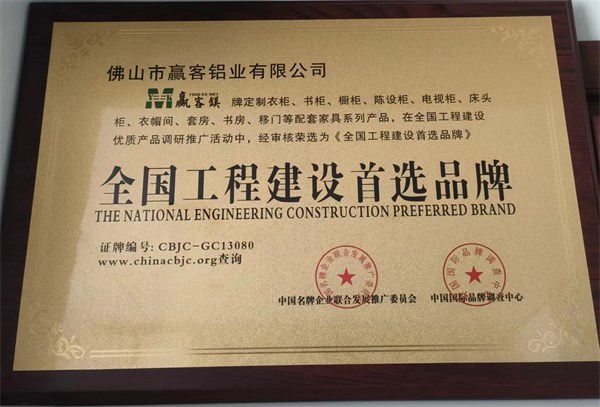 佛山市赢客铝业有限公司
YING KE MEI
赢客镁 牌定制衣柜、书柜、橱柜、陈设柜、电视柜、床头
柜、衣帽间、套房、书房、移门等配套家具系列产品，在全国工程建设
优质产品调研推广活动中，经审核荣选为《全国工程建设首选品牌》
全国工程建设首选品牌
THE NATIONAL ENGINEERING CONSTRUCTION PREFERRED BRAND
证牌编号: CBJC-GC13080
www.chinacbjc.org查询
中国名牌企业联合发展推广委员会 中国国际品牌调查中心